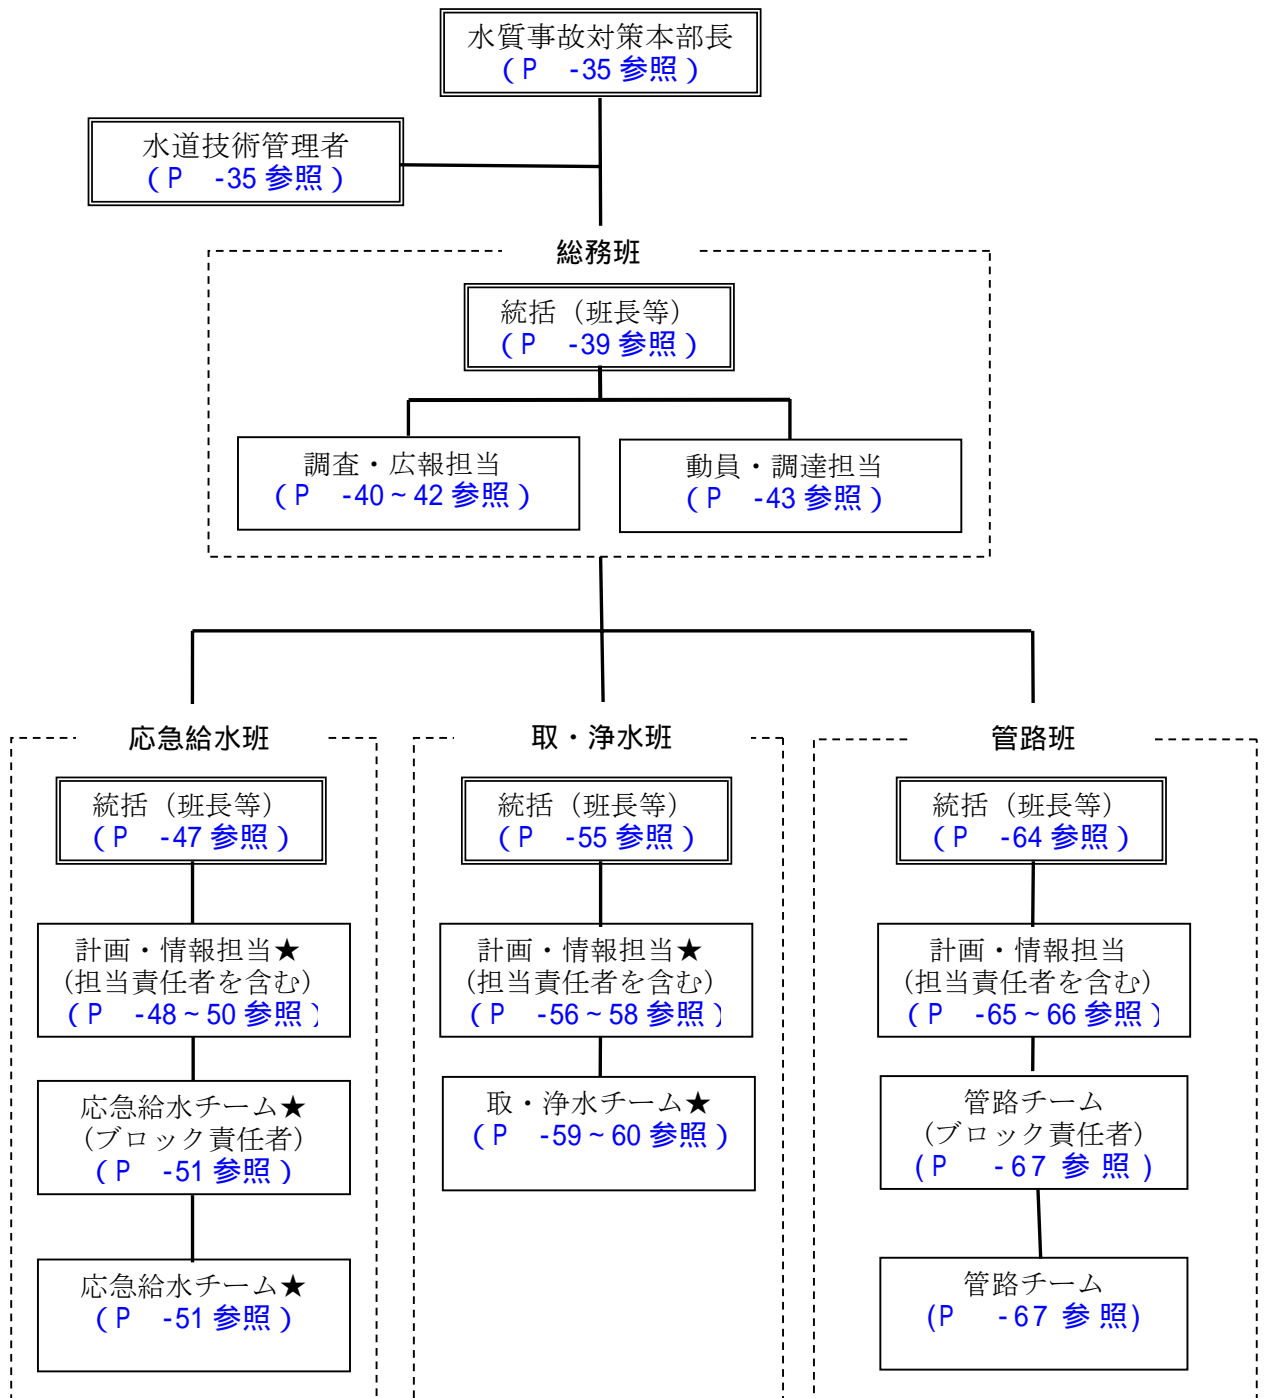 水質事故対策本部長
（P　-35 参照）
水道技術管理者
（P　-35 参照）
総務班
統括（班長等）
（P　-39 参照）
調査・広報担当
（P　-40～42 参照）
動員・調達担当
（P　-43 参照）
応急給水班
統括（班長等）
（P　-47 参照）
計画・情報担当★
(担当責任者を含む)
（P　-48～50 参照）
応急給水チーム★
(ブロック責任者)
（P　-51 参照）
応急給水チーム★
（P　-51 参照）
取・浄水班
統括（班長等）
（P　-55 参照）
計画・情報担当★
(担当責任者を含む)
（P　-56～58 参照）
取・浄水チーム★
（P　-59～60 参照）
管路班
統括（班長等）
（P　-64 参照）
計画・情報担当
(担当責任者を含む)
（P　-65～66 参照）
管路チーム
(ブロック責任者)
(P　-67 参照)
管路チーム
(P　-67 参照)